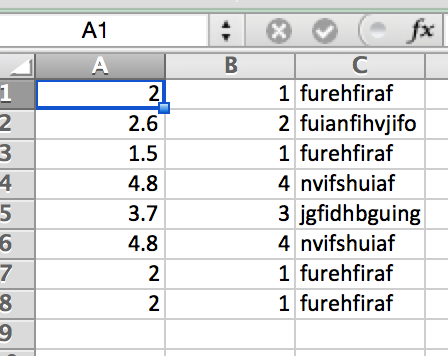 A1 fx
A B C
1 2 1 furehfiraf
2 2.6 2 fuianfihvjifo
3 1.5 1 furehfiraf
4 4.8 4 nvifshuiaf
5 3.7 3 jgfidhbguing
6 4.8 4 nvifshuiaf
7 2 1 furehfiraf
8 2 1 furehfiraf
9